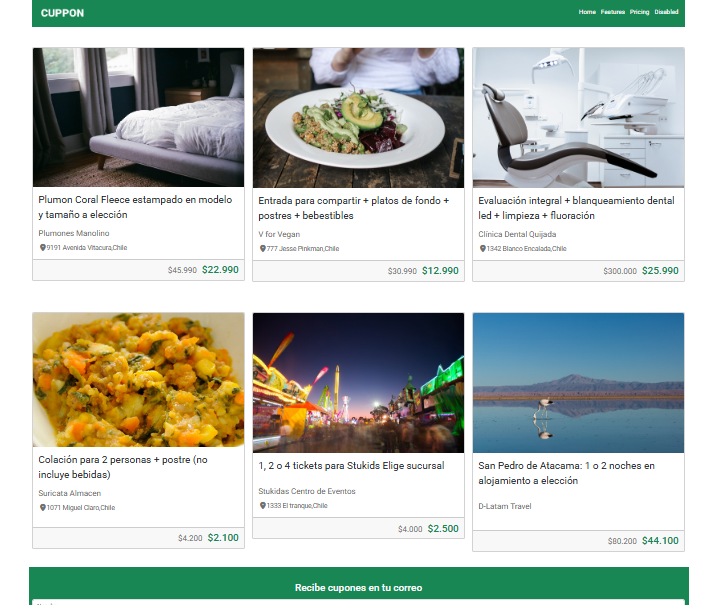 CUPPON
Home Features Pricing Disabled
Plumon Coral Fleece estampado en modelo
y tamaño a elección
Plumones Manolino
9191 Avenida Vitacura,Chile
$45.990 $22.990
Entrada para compartir + platos de fondo +
postres + bebestibles
V for Vegan
777 Jesse Pinkman,Chile
$30.990 $12.990
Evaluación integral + blanqueamiento dental
led + limpieza + fluoración
Clínica Dental Quijada
1342 Blanco Encalada,Chile
$300.000 $25.990
Colación para 2 personas + postre (no
incluye bebidas)
Suricata Almacen
1071 Miguel Claro,Chile
$4.200 $2.100
1, 2 o 4 tickets para Stukids Elige sucursal
Stukidas Centro de Eventos
1333 El tranque,Chile
$4.000 $2.500
San Pedro de Atacama: 1 o 2 noches en
alojamiento a elección
D-Latam Travel
$80.200 $44.100
Recibe cupones en tu correo